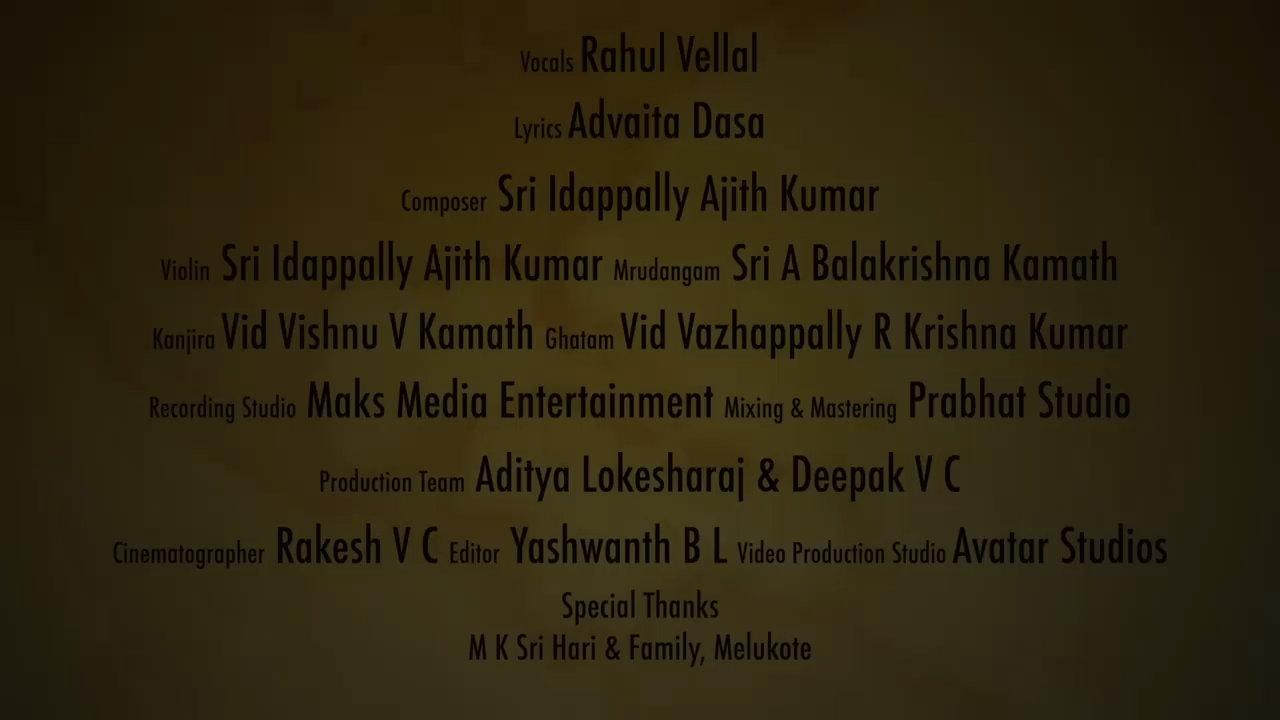 Vocals Rahul Vellal
Lyrics Advaita Dasa
Composer Sri Idappally Ajith Kumar
Violin Sri Idappally Ajith Kumar Mrudangam Sri A Balakrishna Kamath
Kanjira Vid Vishnu V Kamath Ghatam Vid Vazhappally R Krishna Kumar
Recording Studio Maks Media Entertainment Mixing & Mastering Prabhat Studio
Production Team Aditya Lokesharaj & Deepak V C
Cinematographer Rakesh V C Editor Yashwanth B L Video Production Studio Avatar Studios
Special Thanks
M K Sri Hari & Family, Melukote